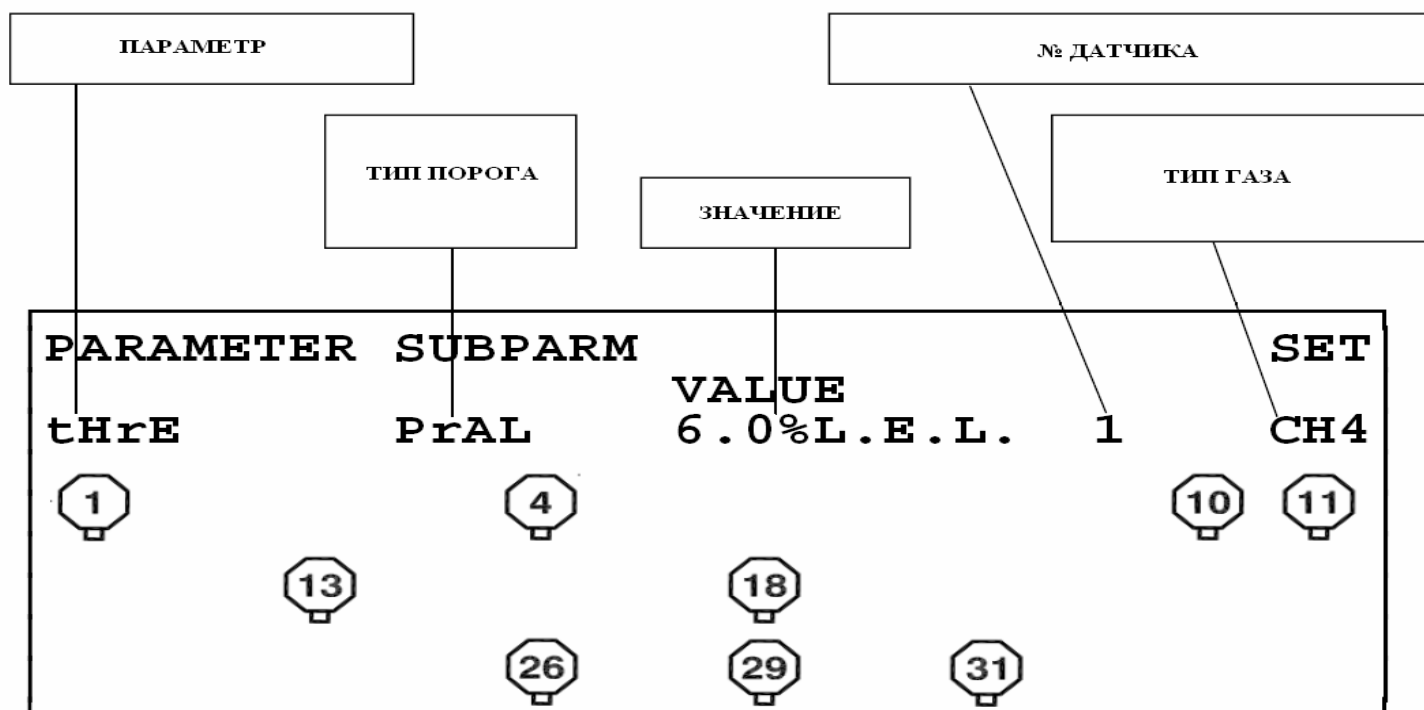 ПАРАМЕТР
№ ДАТЧИКА
ТИП ПОРОГА
ТИП ГАЗА
ЗНАЧЕНИЕ
PARAMETER SUBPARM SET
VALUE
tHrE PrAL 6.0%L.E.L. 1 CH4
1 4 10 11
13 18
26 29 31